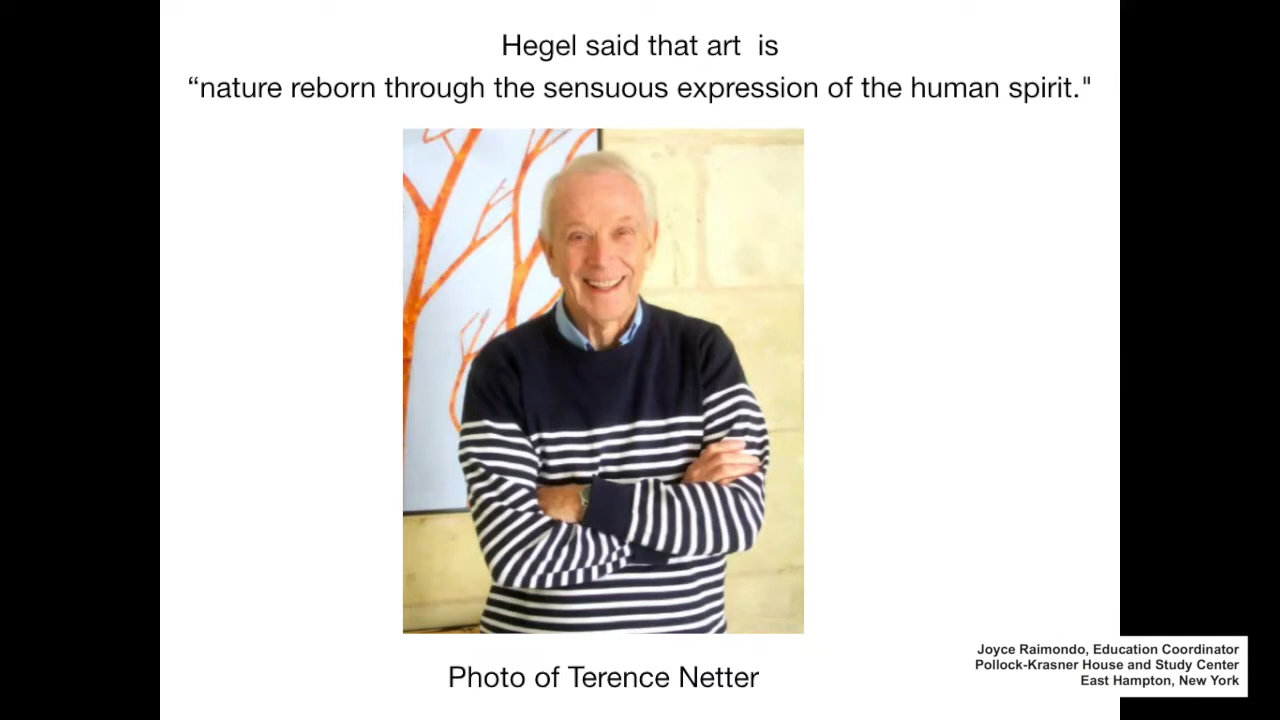 Hegel said that art  is
“nature reborn through the sensuous expression of the human spirit."
Photo of Terence Netter
Joyce Raimondo, Education Coordinator
Pollock-Krasner House and Study Center
East Hampton, New York